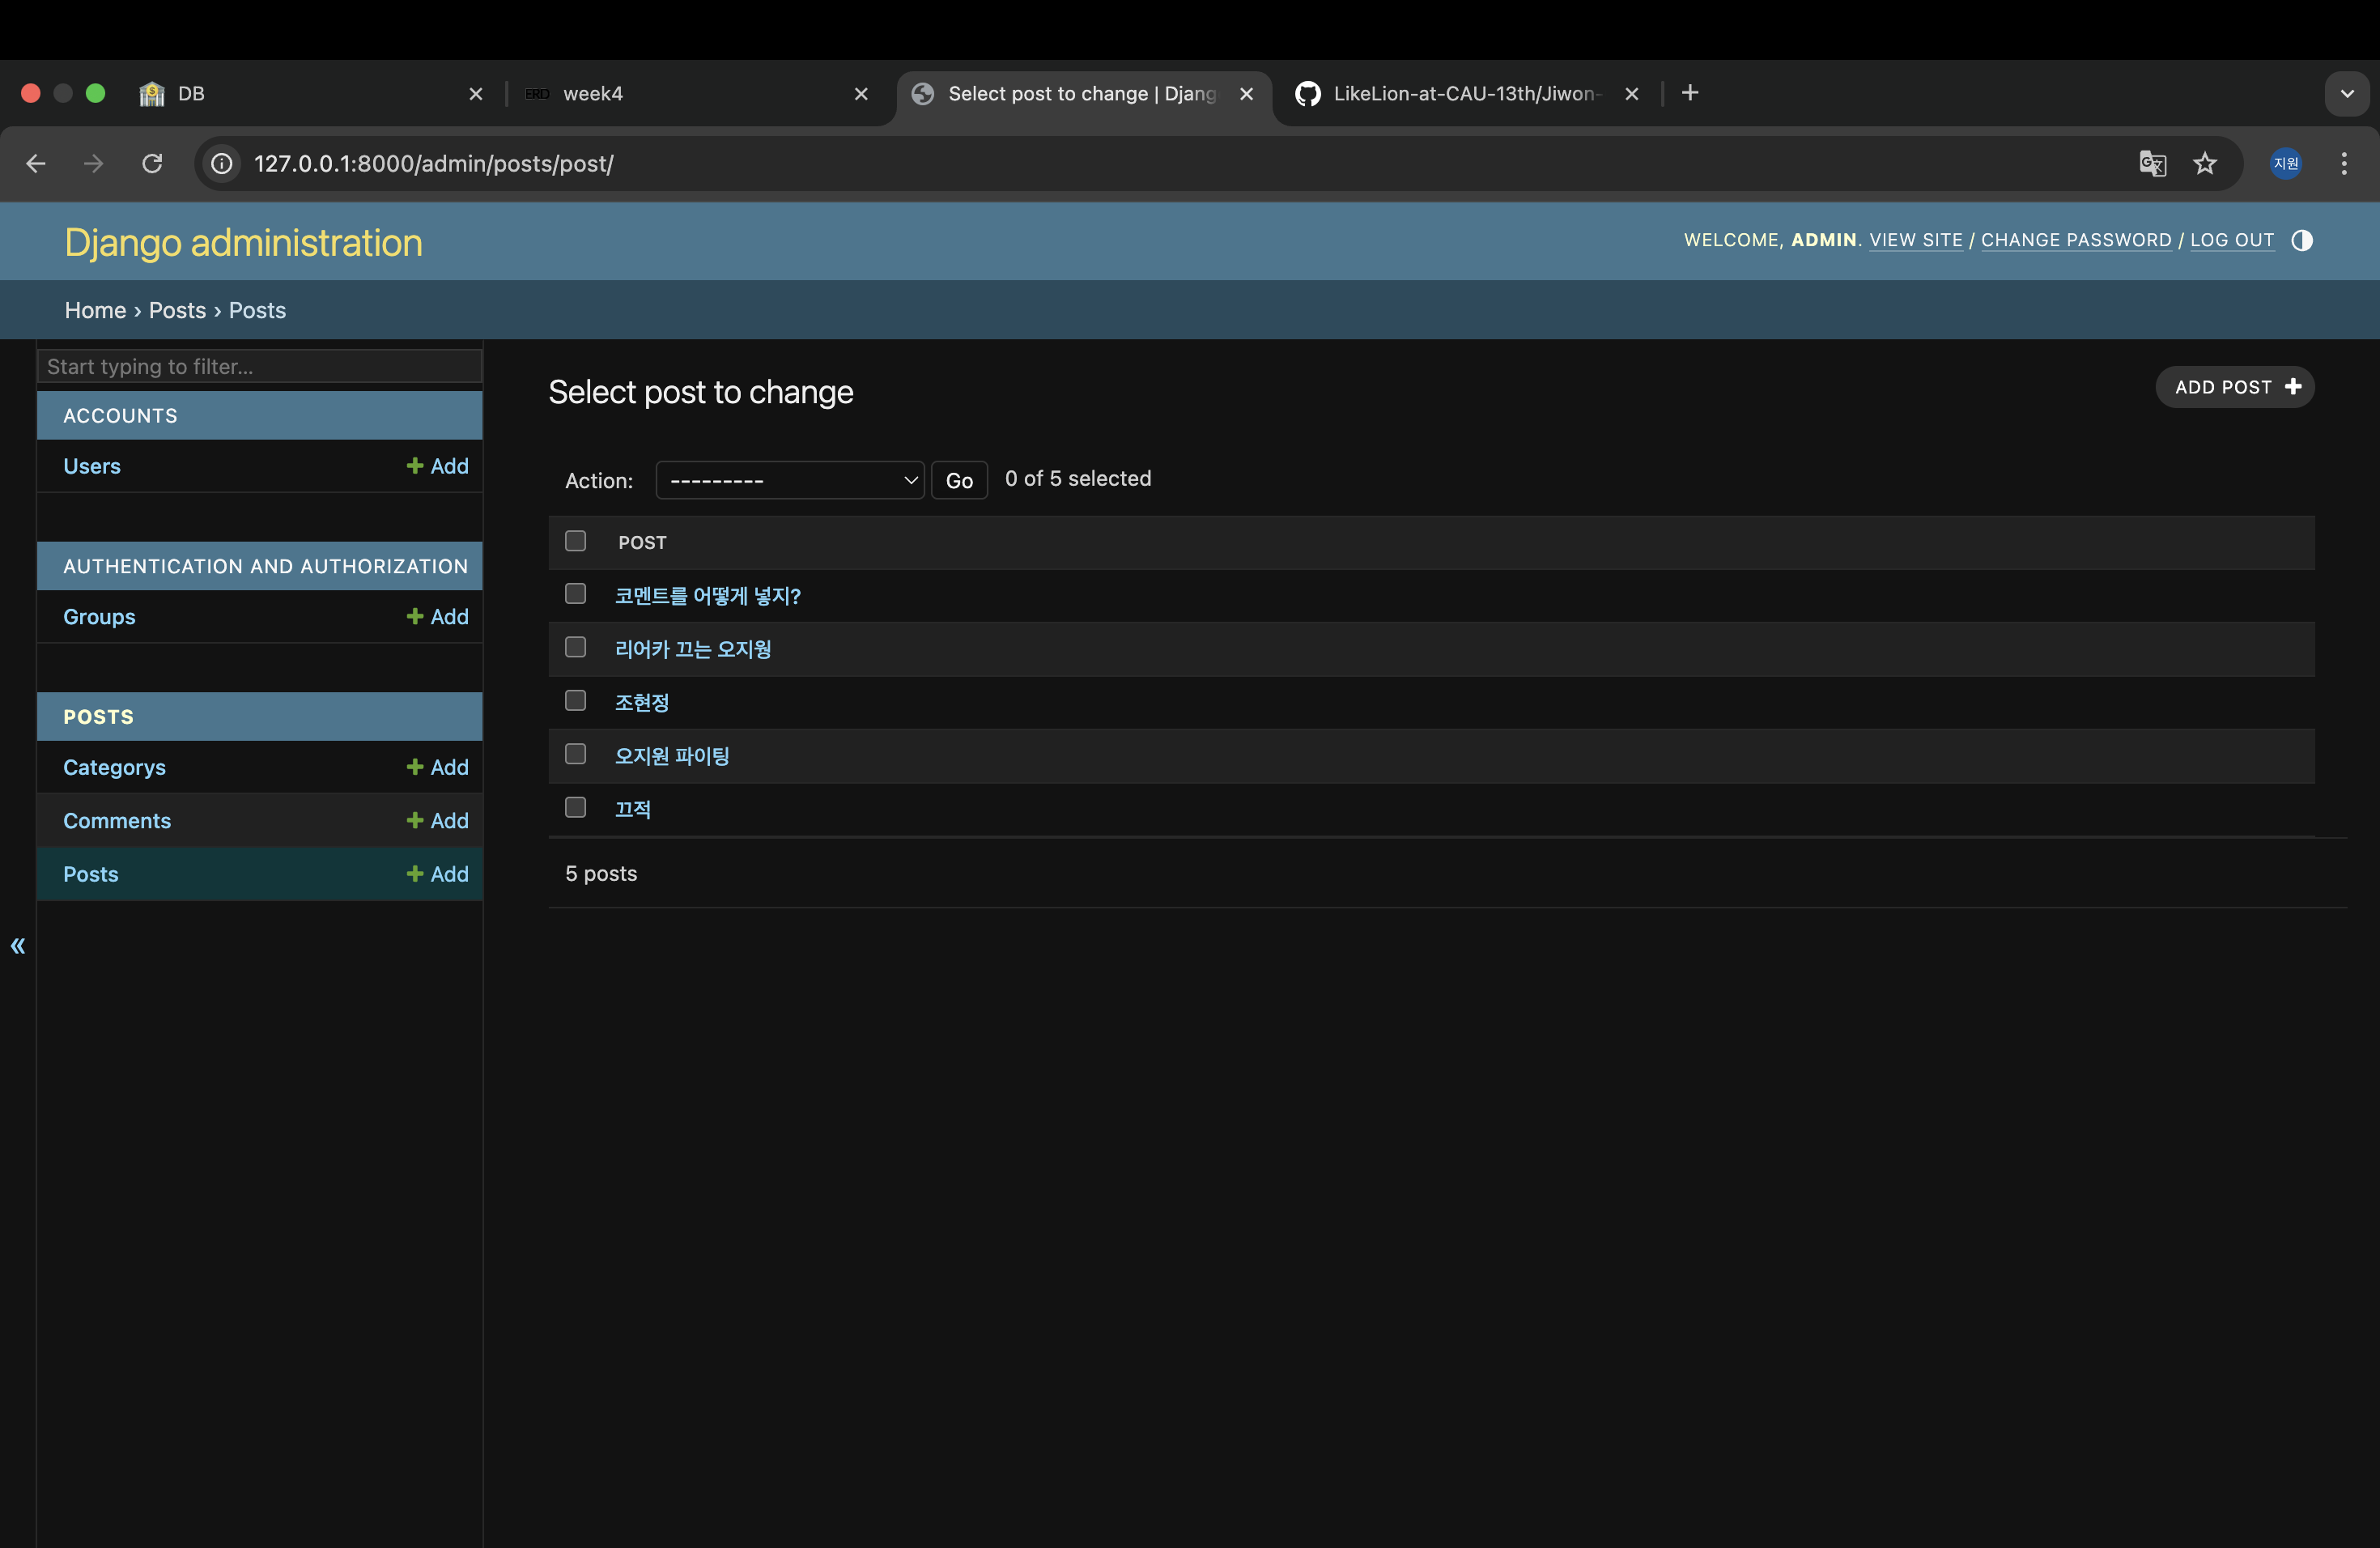 DB
week4
Select post to change | Djang
LikeLion-at-CAU-13th/Jiwon-
127.0.0.1:8000/admin/posts/post/
지원
Django administration
WELCOME, ADMIN. VIEW SITE / CHANGE PASSWORD / LOG OUT
Home › Posts › Posts
Start typing to filter...
ACCOUNTS
Users
Add
AUTHENTICATION AND AUTHORIZATION
Groups
Add
POSTS
Categorys
Add
Comments
Add
Posts
Add
Select post to change
ADD POST
Action: --------- Go 0 of 5 selected
POST
코멘트를 어떻게 넣지?
리어카 끄는 오지웡
조현정
오지원 파이팅
끄적
5 posts